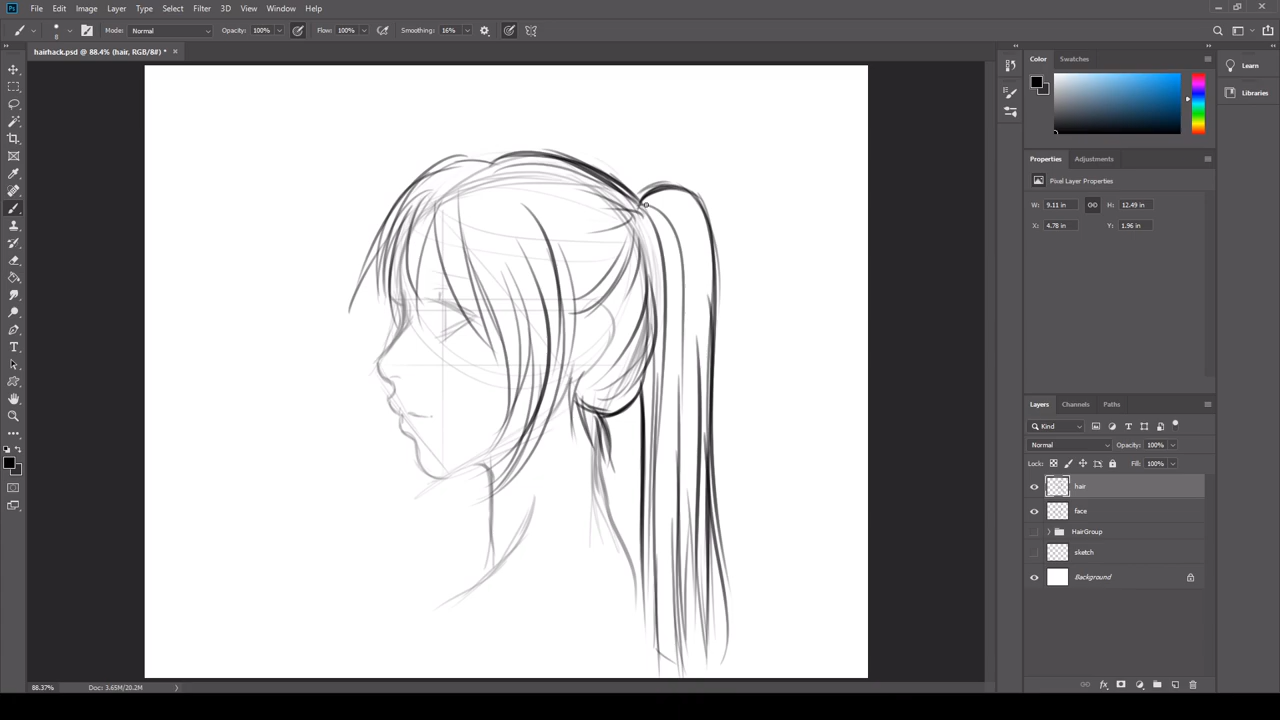 Ps File Edit Image Layer Type Select Filter 3D View Window Help
8 Mode: Normal Opacity: 100% Flow: 100% Smoothing: 16%
hairhack.psd @ 88.4% (hair, RGB/8#) * ×
Color Swatches
Learn
Libraries
Properties Adjustments
Pixel Layer Properties
W: 9.11 in H: 12.49 in
X: 4.78 in Y: 1.96 in
Layers Channels Paths
Kind
Normal Opacity: 100%
Lock: Fill: 100%
hair
face
HairGroup
sketch
Background
88.37% Doc: 3.65M/20.2M